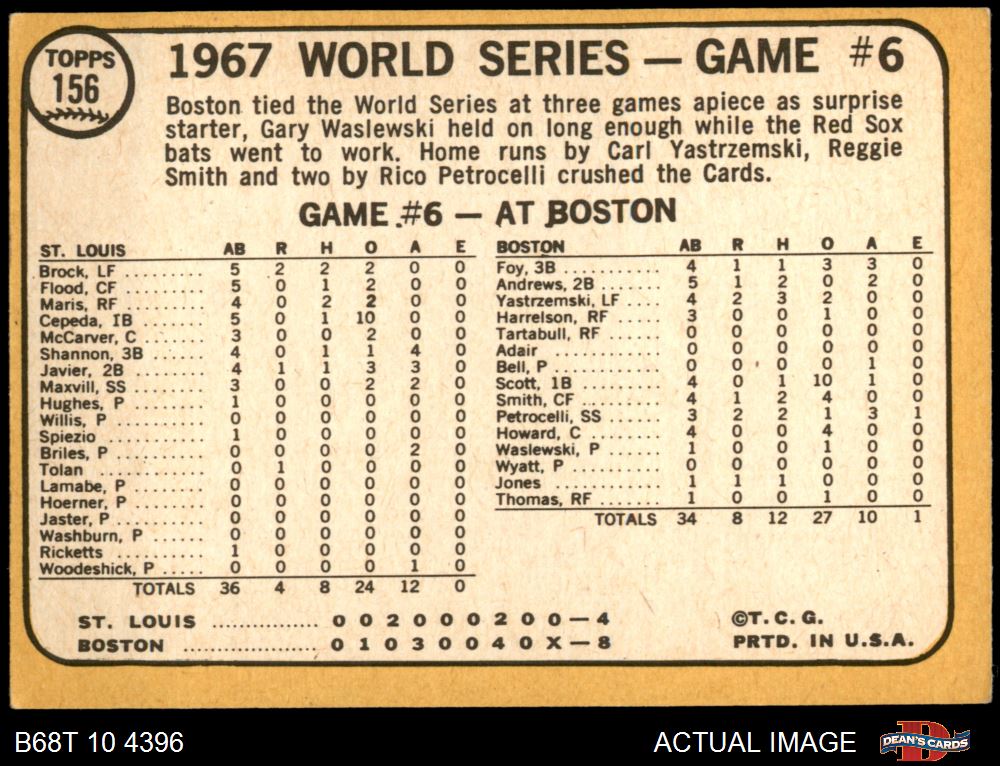 TOPPS
156
1967 WORLD SERIES — GAME #6
Boston tied the World Series at three games apiece as surprise
starter, Gary Waslewski held on long enough while the Red Sox
bats went to work. Home runs by Carl Yastrzemski, Reggie
Smith and two by Rico Petrocelli crushed the Cards.
GAME #6 — AT BOSTON
ST. LOUIS AB R H O A E
Brock, LF .......... 5 2 2 2 0 0
Flood, CF .......... 5 0 1 2 0 0
Maris, RF .......... 4 0 2 2 0 0
Cepeda, 1B ........ 5 0 1 10 0 0
McCarver, C ....... 3 0 0 2 0 0
Shannon, 3B ....... 4 0 1 1 4 0
Javier, 2B .......... 4 1 1 3 3 0
Maxvill, SS ......... 3 0 0 2 2 0
Hughes, P ......... 1 0 0 0 0 0
Willis, P ........... 0 0 0 0 0 0
Spiezio ............ 1 0 0 0 0 0
Briles, P ........... 0 0 0 0 2 0
Tolan .............. 0 1 0 0 0 0
Lamabe, P ......... 0 0 0 0 0 0
Hoerner, P ......... 0 0 0 0 0 0
Jaster, P ........... 0 0 0 0 0 0
Washburn, P ....... 0 0 0 0 0 0
Ricketts ........... 1 0 0 0 0 0
Woodeshick, P ..... 0 0 0 0 1 0
TOTALS 36 4 8 24 12 0
BOSTON AB R H O A E
Foy, 3B ............ 4 1 1 3 3 0
Andrews, 2B ....... 5 1 2 0 2 0
Yastrzemski, LF .... 4 2 3 2 0 0
Harrelson, RF ...... 3 0 0 1 0 0
Tartabull, RF ....... 0 0 0 0 0 0
Adair .............. 0 0 0 0 0 0
Bell, P ............. 0 0 0 0 1 0
Scott, 1B .......... 4 0 1 10 1 0
Smith, CF .......... 4 1 2 4 0 0
Petrocelli, SS ...... 3 2 2 1 3 1
Howard, C ......... 4 0 0 4 0 0
Waslewski, P ...... 1 0 0 1 0 0
Wyatt, P ........... 0 0 0 0 0 0
Jones .............. 1 1 1 0 0 0
Thomas, RF ....... 1 0 0 1 0 0
TOTALS 34 8 12 27 10 1
ST. LOUIS ............... 0 0 2 0 0 0 2 0 0 — 4
BOSTON ................... 0 1 0 3 0 0 4 0 X — 8
©T. C. G.
PRTD. IN U.S.A.
B68T 10 4396
ACTUAL IMAGE
D
DEAN'S CARDS